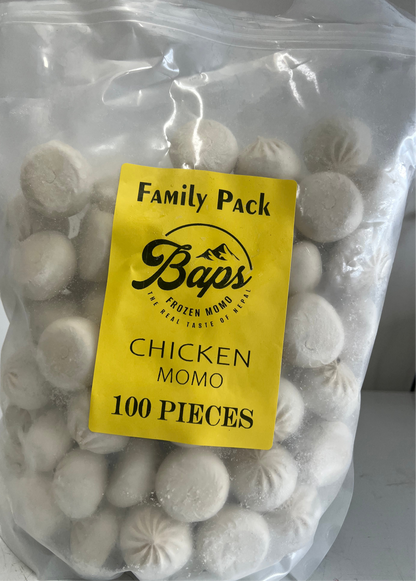 Family Pack
Baps
FROZEN MOMO
THE REAL TASTE OF NEPAL
CHICKEN
MOMO
100 PIECES